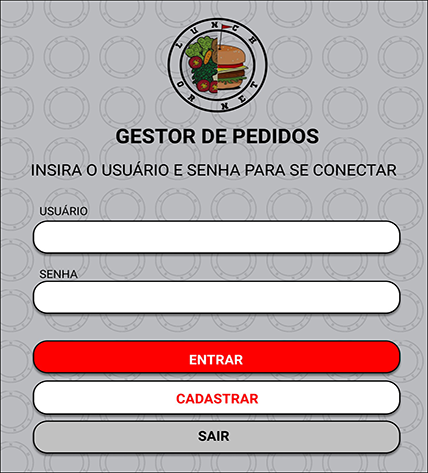 LUNCH
ON NET
GESTOR DE PEDIDOS
INSIRA O USUÁRIO E SENHA PARA SE CONECTAR
USUÁRIO
SENHA
ENTRAR
CADASTRAR
SAIR